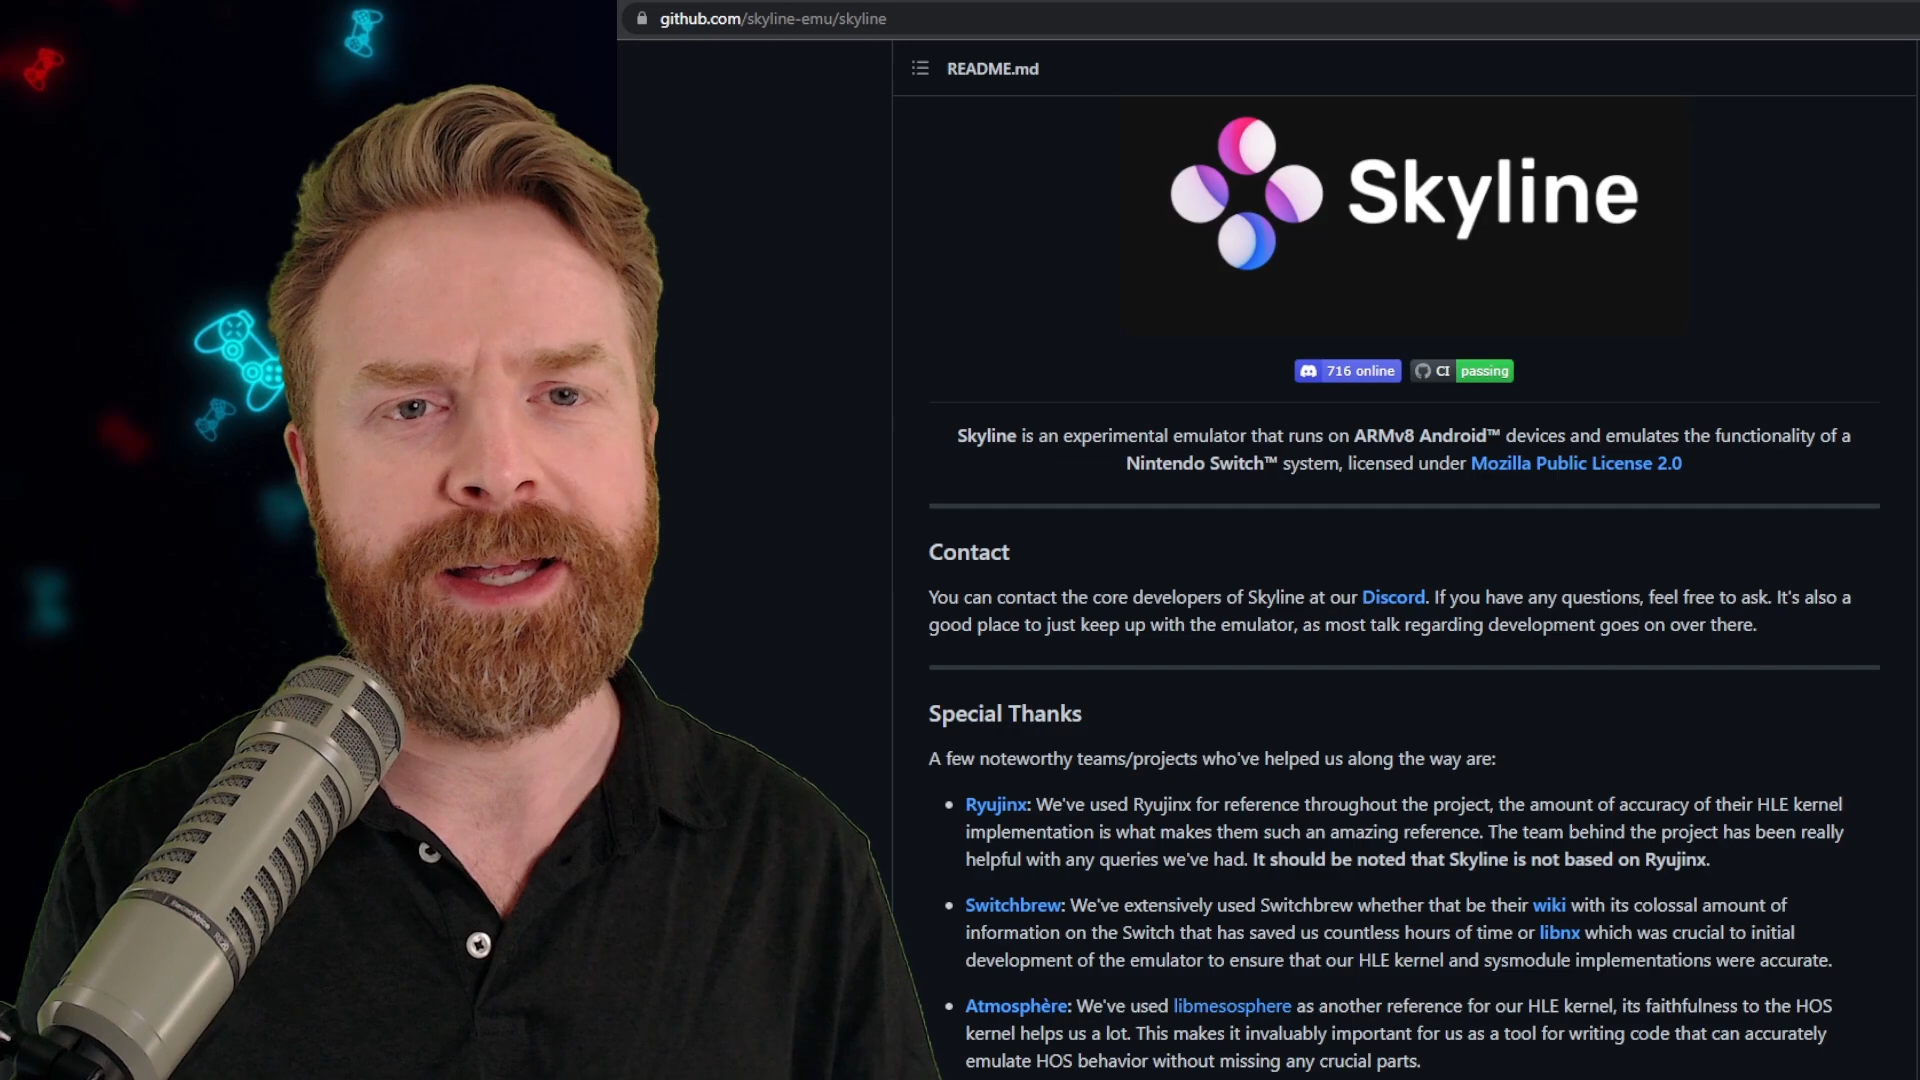 github.com/skyline-emu/skyline
README.md
Skyline
716 online CI passing
Skyline is an experimental emulator that runs on ARMv8 Android™ devices and emulates the functionality of a
Nintendo Switch™ system, licensed under Mozilla Public License 2.0
Contact
You can contact the core developers of Skyline at our Discord. If you have any questions, feel free to ask. It's also a
good place to just keep up with the emulator, as most talk regarding development goes on over there.
Special Thanks
A few noteworthy teams/projects who've helped us along the way are:
• Ryujinx: We've used Ryujinx for reference throughout the project, the amount of accuracy of their HLE kernel
implementation is what makes them such an amazing reference. The team behind the project has been really
helpful with any queries we've had. It should be noted that Skyline is not based on Ryujinx.
• Switchbrew: We've extensively used Switchbrew whether that be their wiki with its colossal amount of
information on the Switch that has saved us countless hours of time or libnx which was crucial to initial
development of the emulator to ensure that our HLE kernel and sysmodule implementations were accurate.
• Atmosphère: We've used libmesosphere as another reference for our HLE kernel, its faithfulness to the HOS
kernel helps us a lot. This makes it invaluably important for us as a tool for writing code that can accurately
emulate HOS behavior without missing any crucial parts.